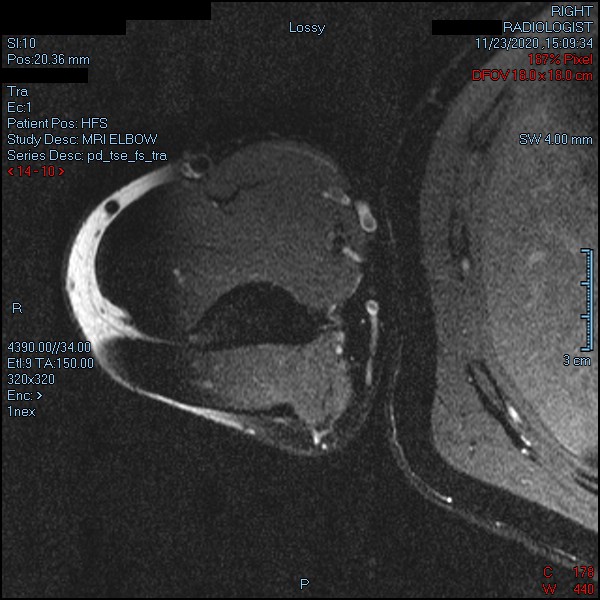 RIGHT
Lossy
RADIOLOGIST
SI:10
11/23/2020 ,15:09:34
Pos:20.36 mm
187% Pixel
DFOV 18.0 x 18.0 cm
Tra
Ec:1
Patient Pos: HFS
Study Desc: MRI ELBOW
SW 4.00 mm
Series Desc: pd_tse_fs_tra
< 14 - 10 >
R
4390.00//34.00
Etl:9 TA:150.00
3 cm
320x320
Enc: >
1nex
C 178
P
W 440